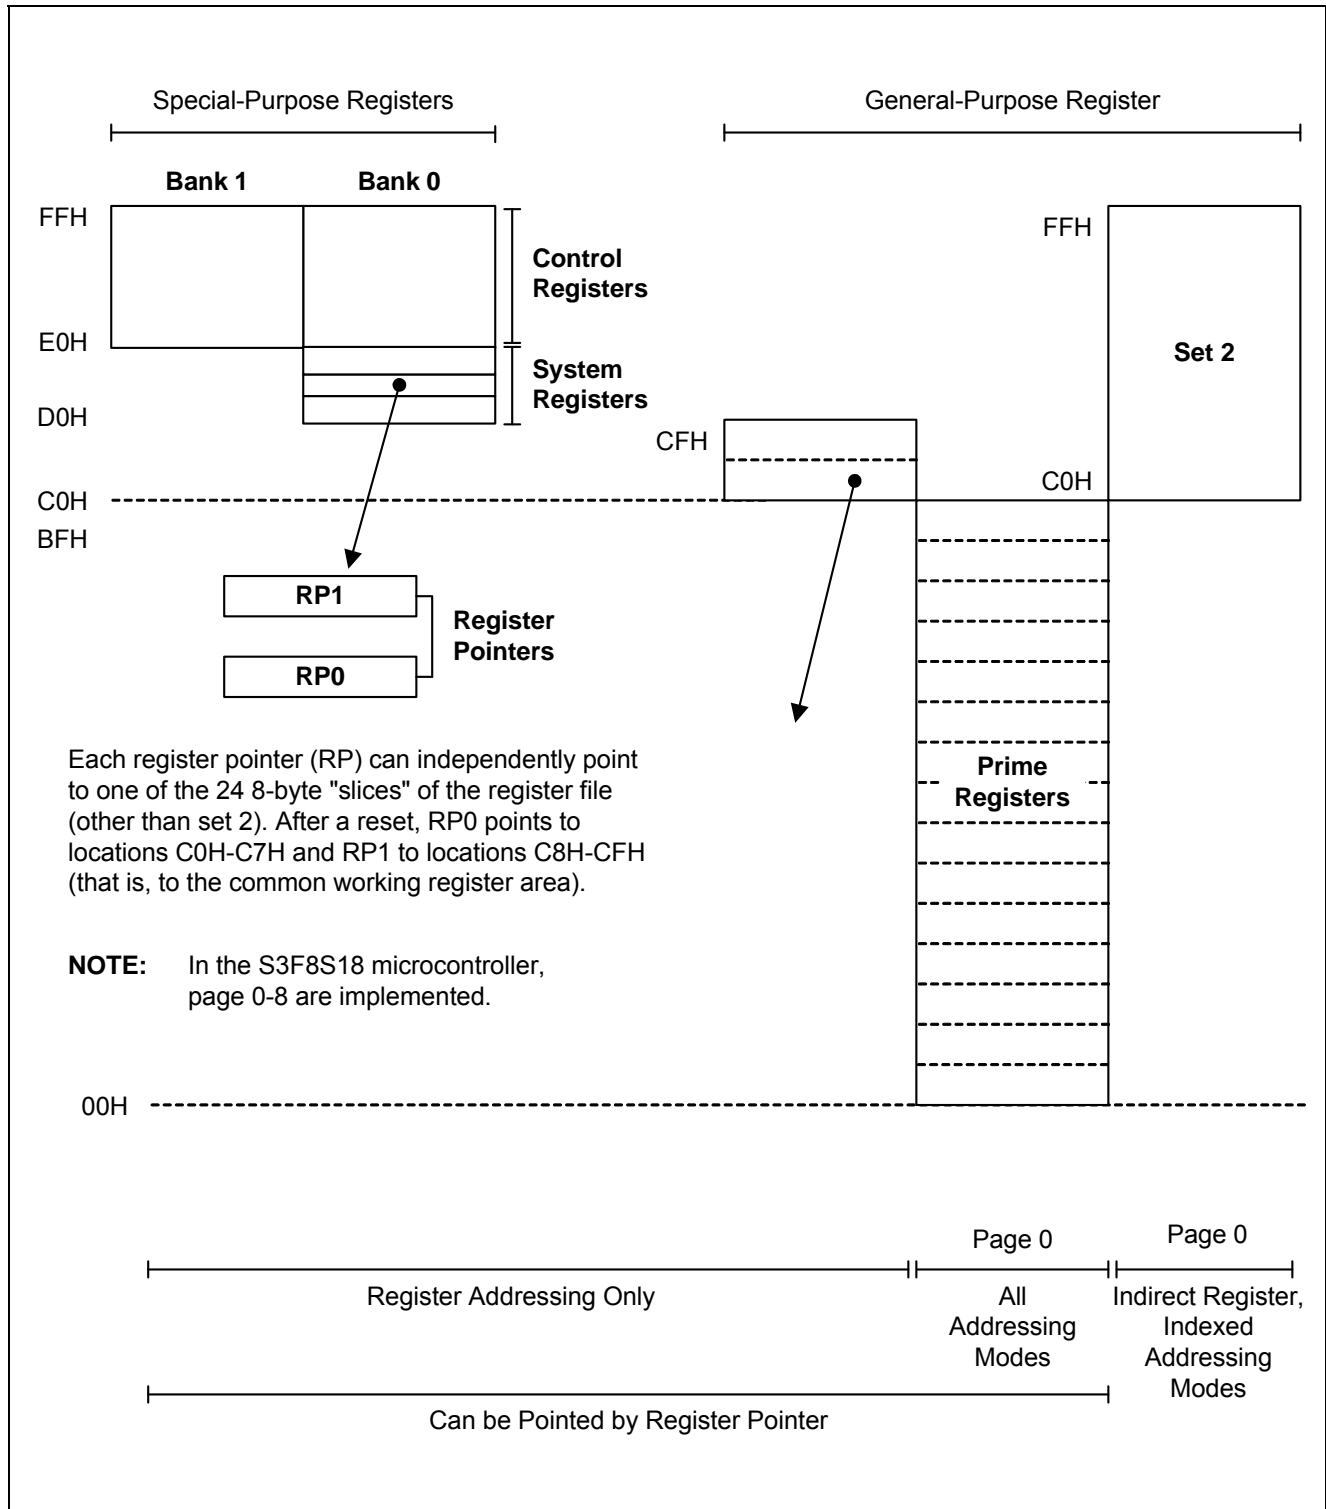 Special-Purpose Registers
General-Purpose Register
Bank 1
Bank 0
FFH
FFH
Control
Registers
E0H
Set 2
System
Registers
D0H
CFH
C0H
C0H
BFH
RP1
Register
Pointers
RP0
Each register pointer (RP) can independently point
to one of the 24 8-byte "slices" of the register file
(other than set 2). After a reset, RP0 points to
locations C0H-C7H and RP1 to locations C8H-CFH
(that is, to the common working register area).
Prime
Registers
NOTE: In the S3F8S18 microcontroller,
page 0-8 are implemented.
00H
Page 0
Page 0
Register Addressing Only
All
Addressing
Modes
Indirect Register,
Indexed
Addressing
Modes
Can be Pointed by Register Pointer